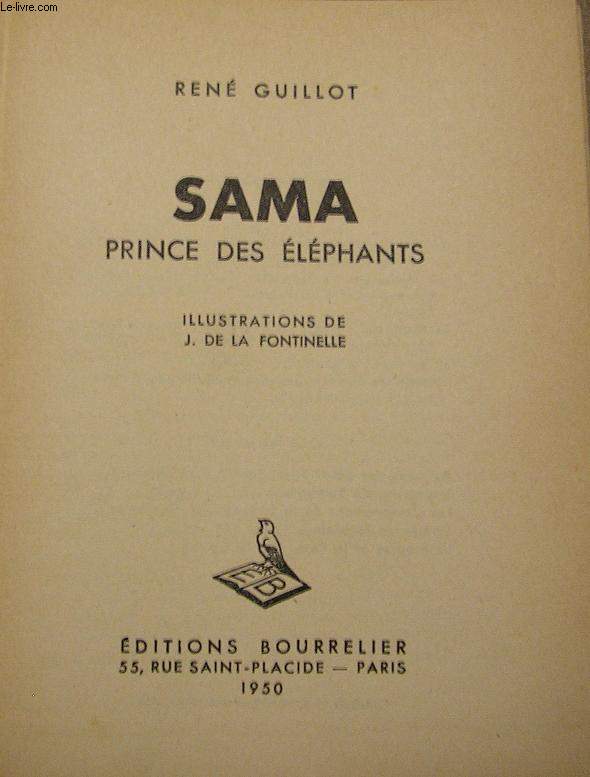 Le-livre.com
RENÉ GUILLOT
SAMA
PRINCE DES ÉLÉPHANTS
ILLUSTRATIONS DE
J. DE LA FONTINELLE
E B
ÉDITIONS BOURRELIER
55, RUE SAINT-PLACIDE — PARIS
1950